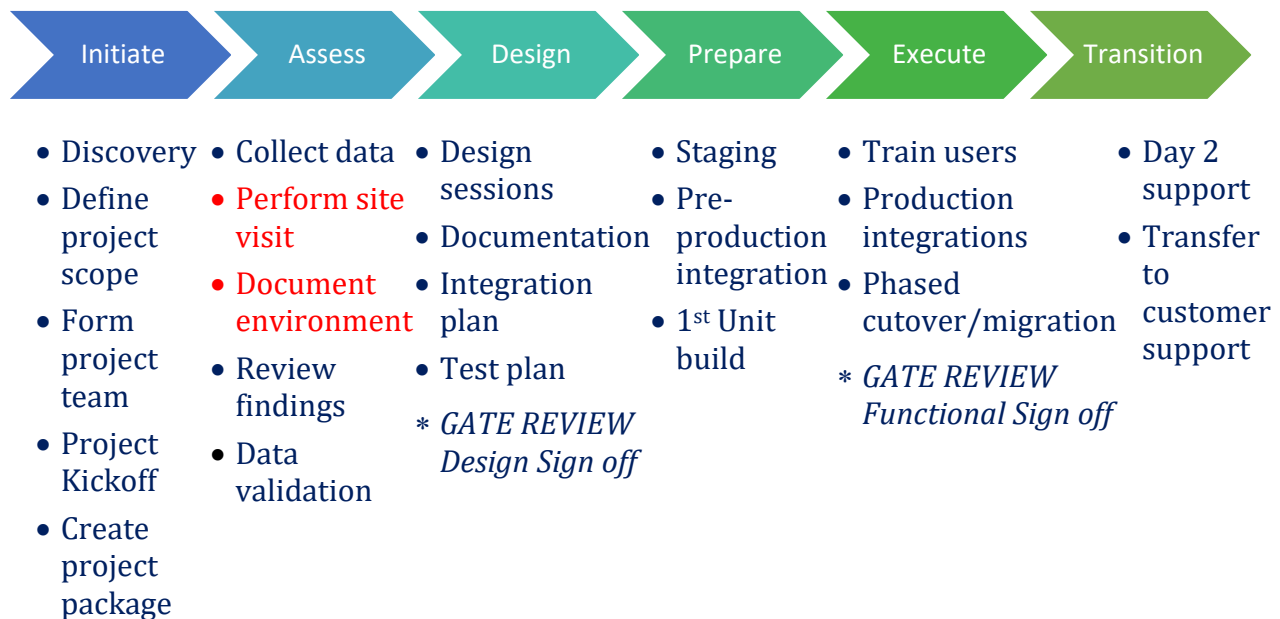 Initiate
Assess
Design
Prepare
Execute
Transition
• Discovery
• Define
project
scope
• Form
project
team
• Project
Kickoff
• Create
project
package
• Collect data
• Perform site
visit
• Document
environment
• Review
findings
• Data
validation
• Design
sessions
• Documentation
• Integration
plan
• Test plan
* GATE REVIEW
Design Sign off
• Staging
• Pre-
production
integration
• 1st Unit
build
• Train users
• Production
integrations
• Phased
cutover/migration
* GATE REVIEW
Functional Sign off
• Day 2
support
• Transfer
to
customer
support